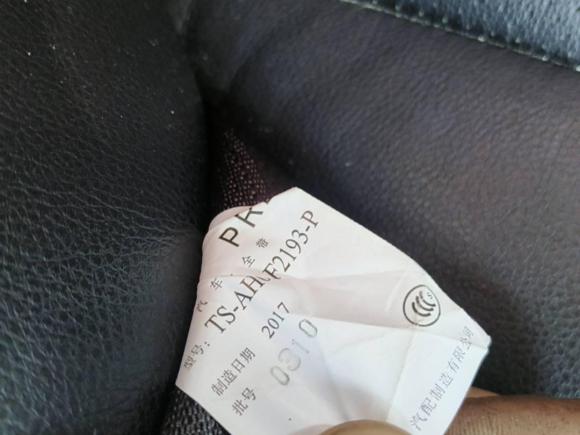 PR
汽车 全带
型号: TS-AH F2193-P
制造日期 2017
批号 0310
S
汽配制造有限公司